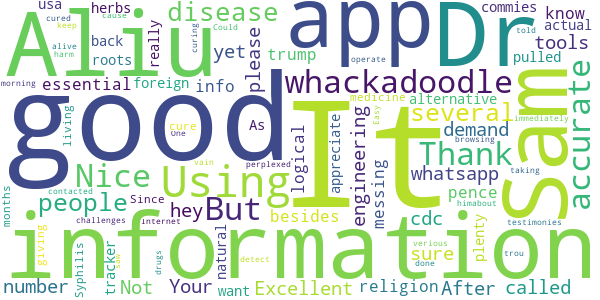 usa herbs disease app Dr commies know
cured back roots yet please trump tools
alive harm cause really Could curing keep told operate actual pulled
Aliu
morning essential foreign info whackadoodle alternative accurate
good It Sam
living Nice Using logical engineering medicine Easy several immediately
cure One demand
As vain perplexed appreciate Thank browsing
people But messing whatsapp taking
months hey besides contacted himabout pence
information
giving challenges Since Internet cdc religion testimonies
tracker natural plenty sure verious trou
number Syphilis Not Your saw drugs want Excellent detect done After called